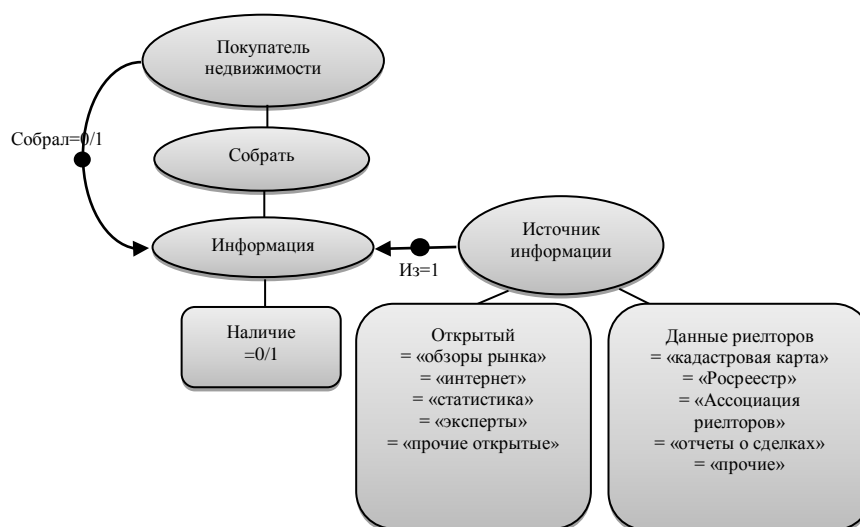 Покупатель
недвижимости
Собрал=0/1
Собрать
Информация
Источник
информации
Из=1
Наличие
=0/1
Открытый
= «обзоры рынка»
= «интернет»
= «статистика»
= «эксперты»
= «прочие открытые»
Данные риелторов
= «кадастровая карта»
= «Росреестр»
= «Ассоциация
риелторов»
= «отчеты о сделках»
= «прочие»